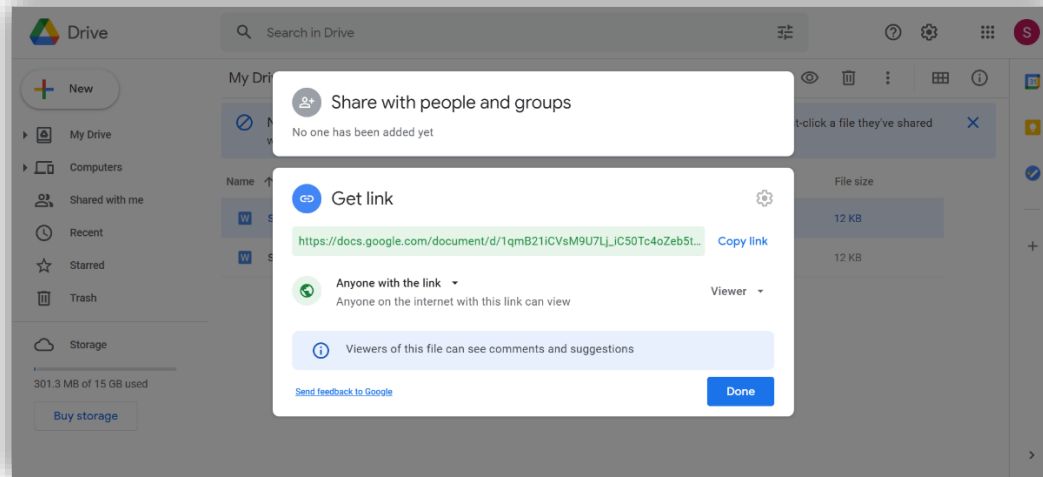 Drive
Search in Drive
S
New
My Drive
Computers
Shared with me
Recent
Starred
Trash
Storage
301.3 MB of 15 GB used
Buy storage
My Dri
t-click a file they've shared
Name
File size
W S
12 KB
W S
12 KB
31
Share with people and groups
No one has been added yet
Get link
https://docs.google.com/document/d/1qmB21iCVsM9U7Lj_iC50Tc4oZeb5t...
Copy link
Anyone with the link
Anyone on the internet with this link can view
Viewer
Viewers of this file can see comments and suggestions
Send feedback to Google
Done